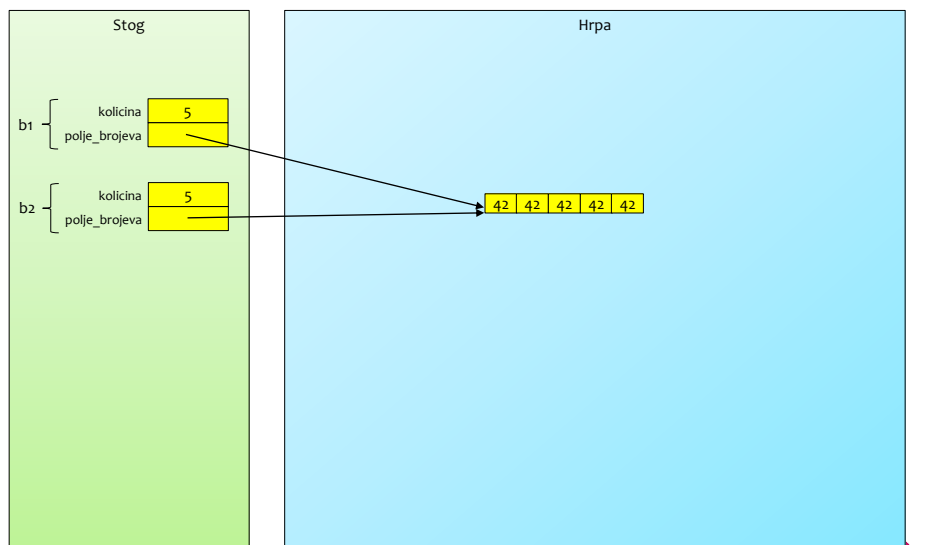 Stog
Hrpa
b1
kolicina 5
polje_brojeva
42 42 42 42 42
b2
kolicina 5
polje_brojeva